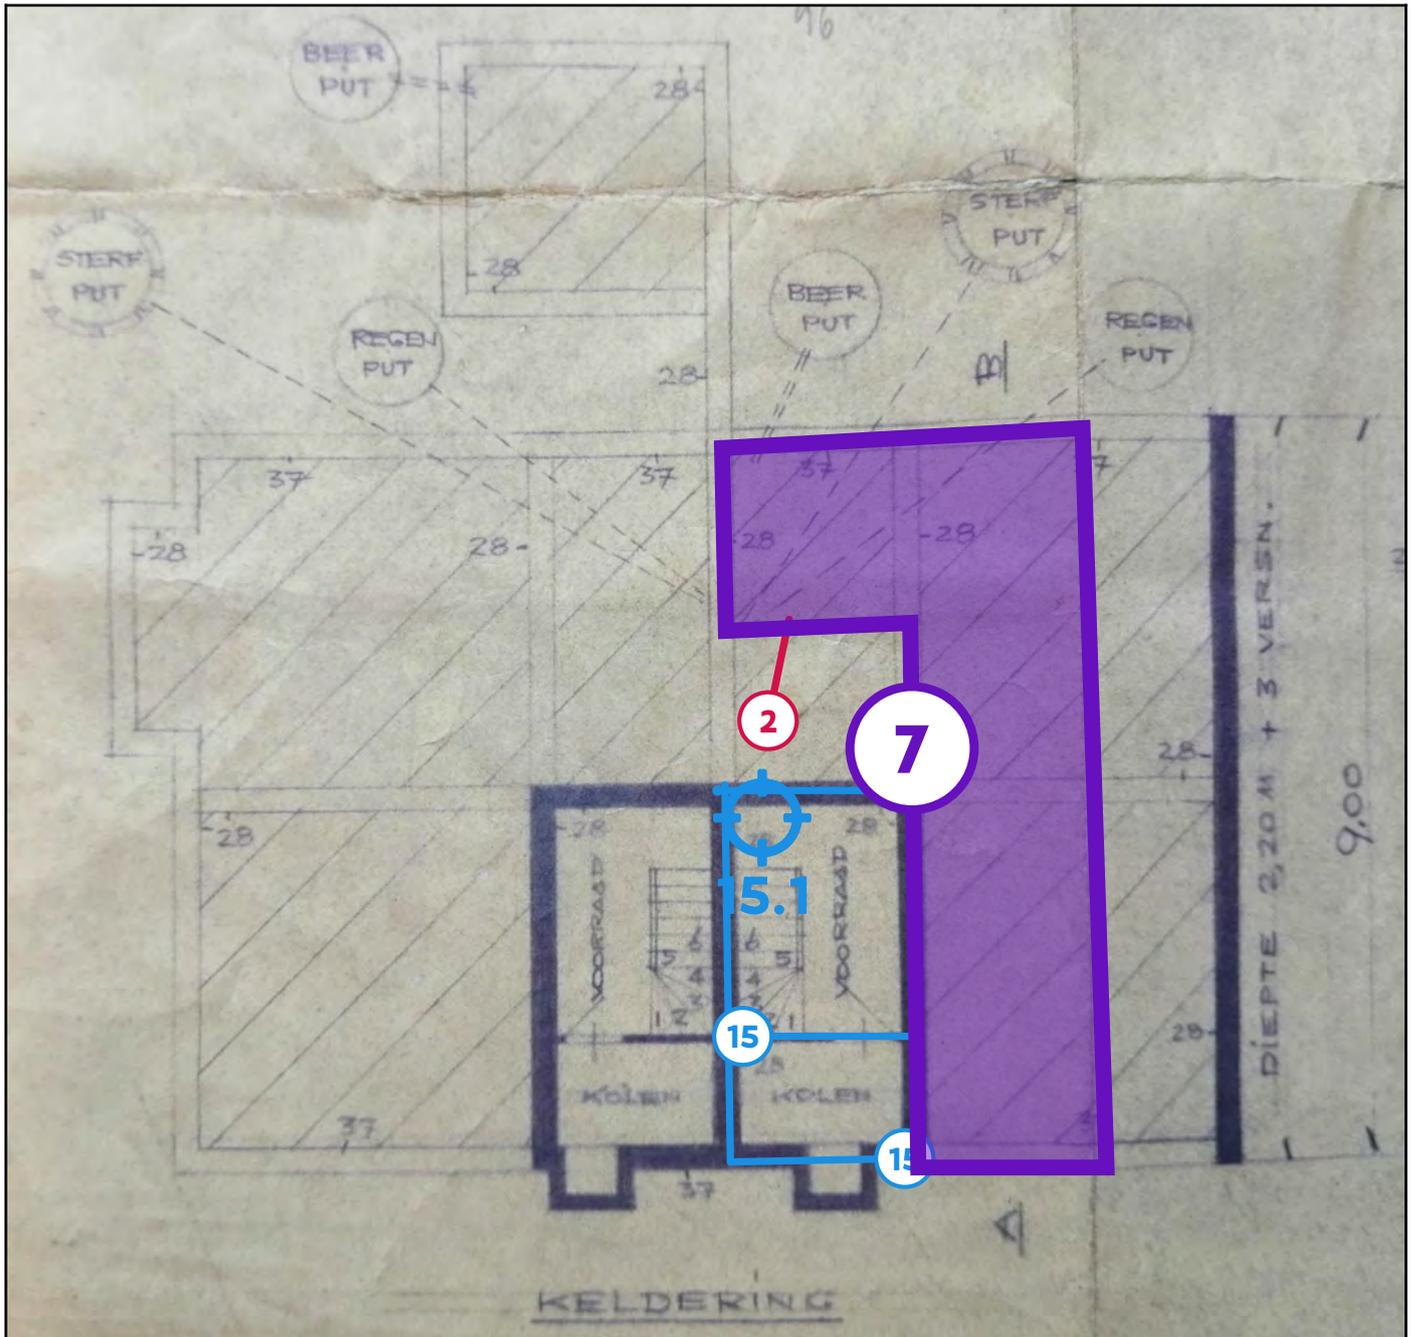 96
BEER
PUT
28
28
STERF
PUT
STERF
PUT
BEER
PUT
REGEN
PUT
REGEN
PUT
28
B
37
37
37
7
28
28
28
28
2
7
28
28
28
28
15.1
VOORRAAD
VOORRAAD
6
6
5
5
4
4
3
3
1 2
2 1
15
28
28
KOLEN
KOLEN
15
37
37
A
DIEPTE 2,20 M + 3 VERSN.
9,00
KELDERING